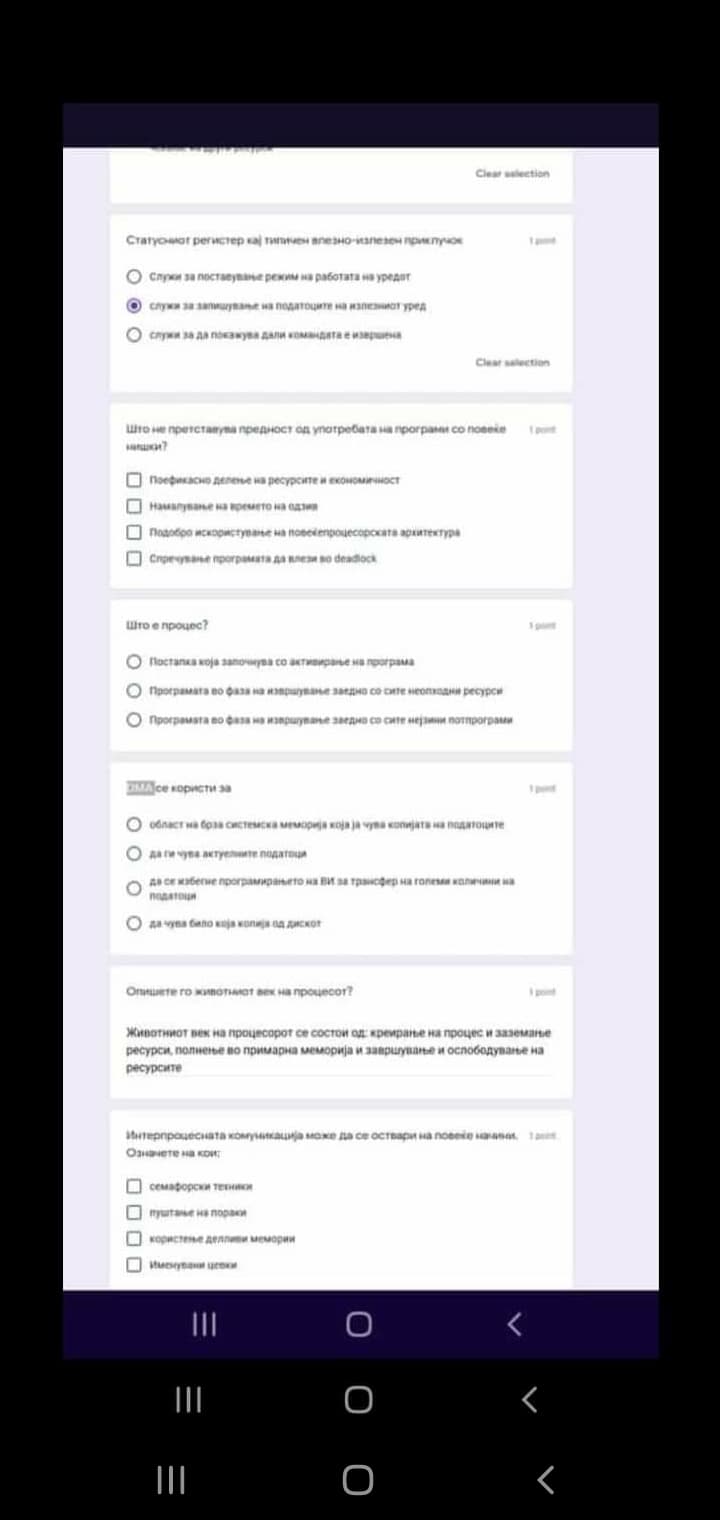 Clear selection
Статусниот регистер кај типичен влезно-излезен приклучок
1 point
Служи за поставување режим на работата на уредот
служи за запишување на податоците на излезниот уред
служи за да покажува дали командата е извршена
Clear selection
Што не претставува предност од употребата на програми со повеќе
1 point
нишки?
Поефикасно делење на ресурсите и економичност
Намалување на времето на одзив
Подобро искористување на повеќепроцесорската архитектура
Спречување програмата да влези во deadlock
Што е процес?
1 point
Постапка која започнува со активирање на програма
Програмата во фаза на извршување заедно со сите неопходни ресурси
Програмата во фаза на извршување заедно со сите нејзини потпрограми
DMA се користи за
1 point
област на брза системска меморија која ја чува копијата на податоците
да ги чува актуелните податоци
да се избегне програмирањето на ВИ за трансфер на големи количини на
податоци
да чува било која копија од дискот
Опишете го животниот век на процесот?
1 point
Животниот век на процесорот се состои од: креирање на процес и заземање
ресурси, полнење во примарна меморија и завршување и ослободување на
ресурсите
Интерпроцесната комуникација може да се оствари на повеќе начини.
1 point
Означете на кои:
семафорски техники
пуштање на пораки
користење делливи мемории
Именувани цевки